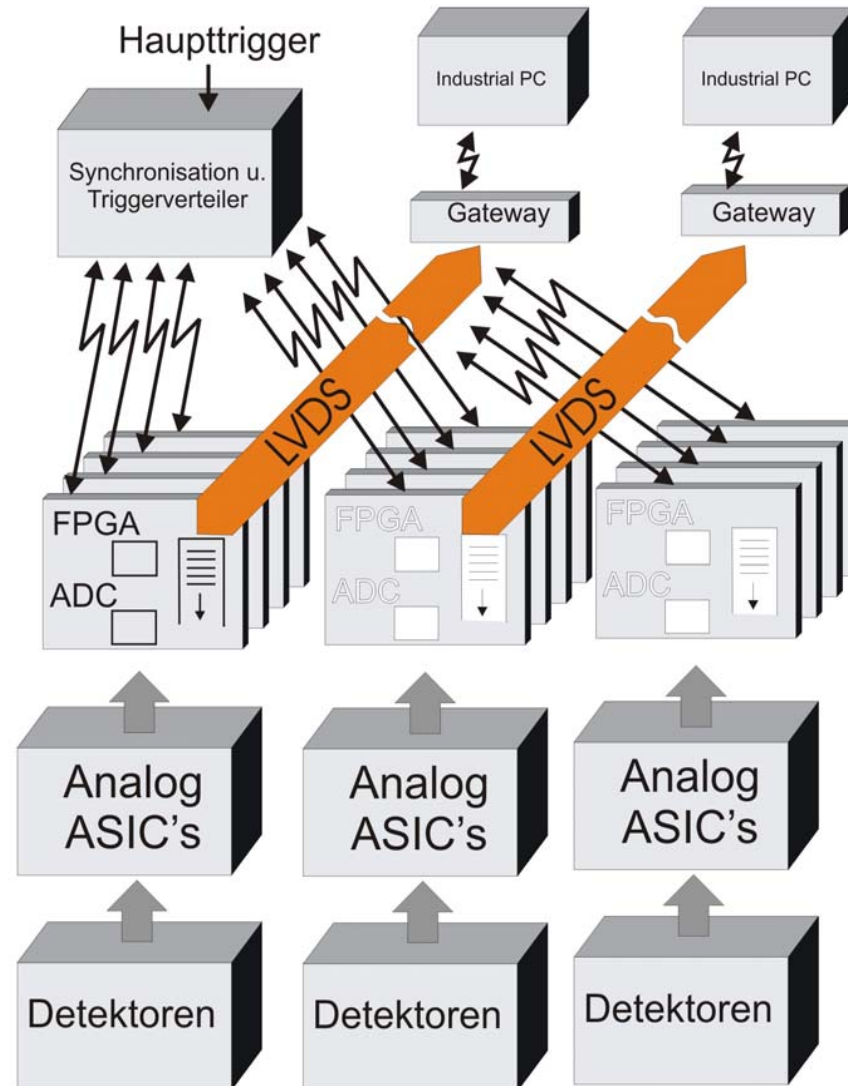 Haupttrigger
Industrial PC
Industrial PC
Synchronisation u.
Triggerverteiler
Gateway
Gateway
LVDS
LVDS
FPGA
ADC
FPGA
ADC
FPGA
ADC
Analog
ASIC's
Analog
ASIC's
Analog
ASIC's
Detektoren
Detektoren
Detektoren